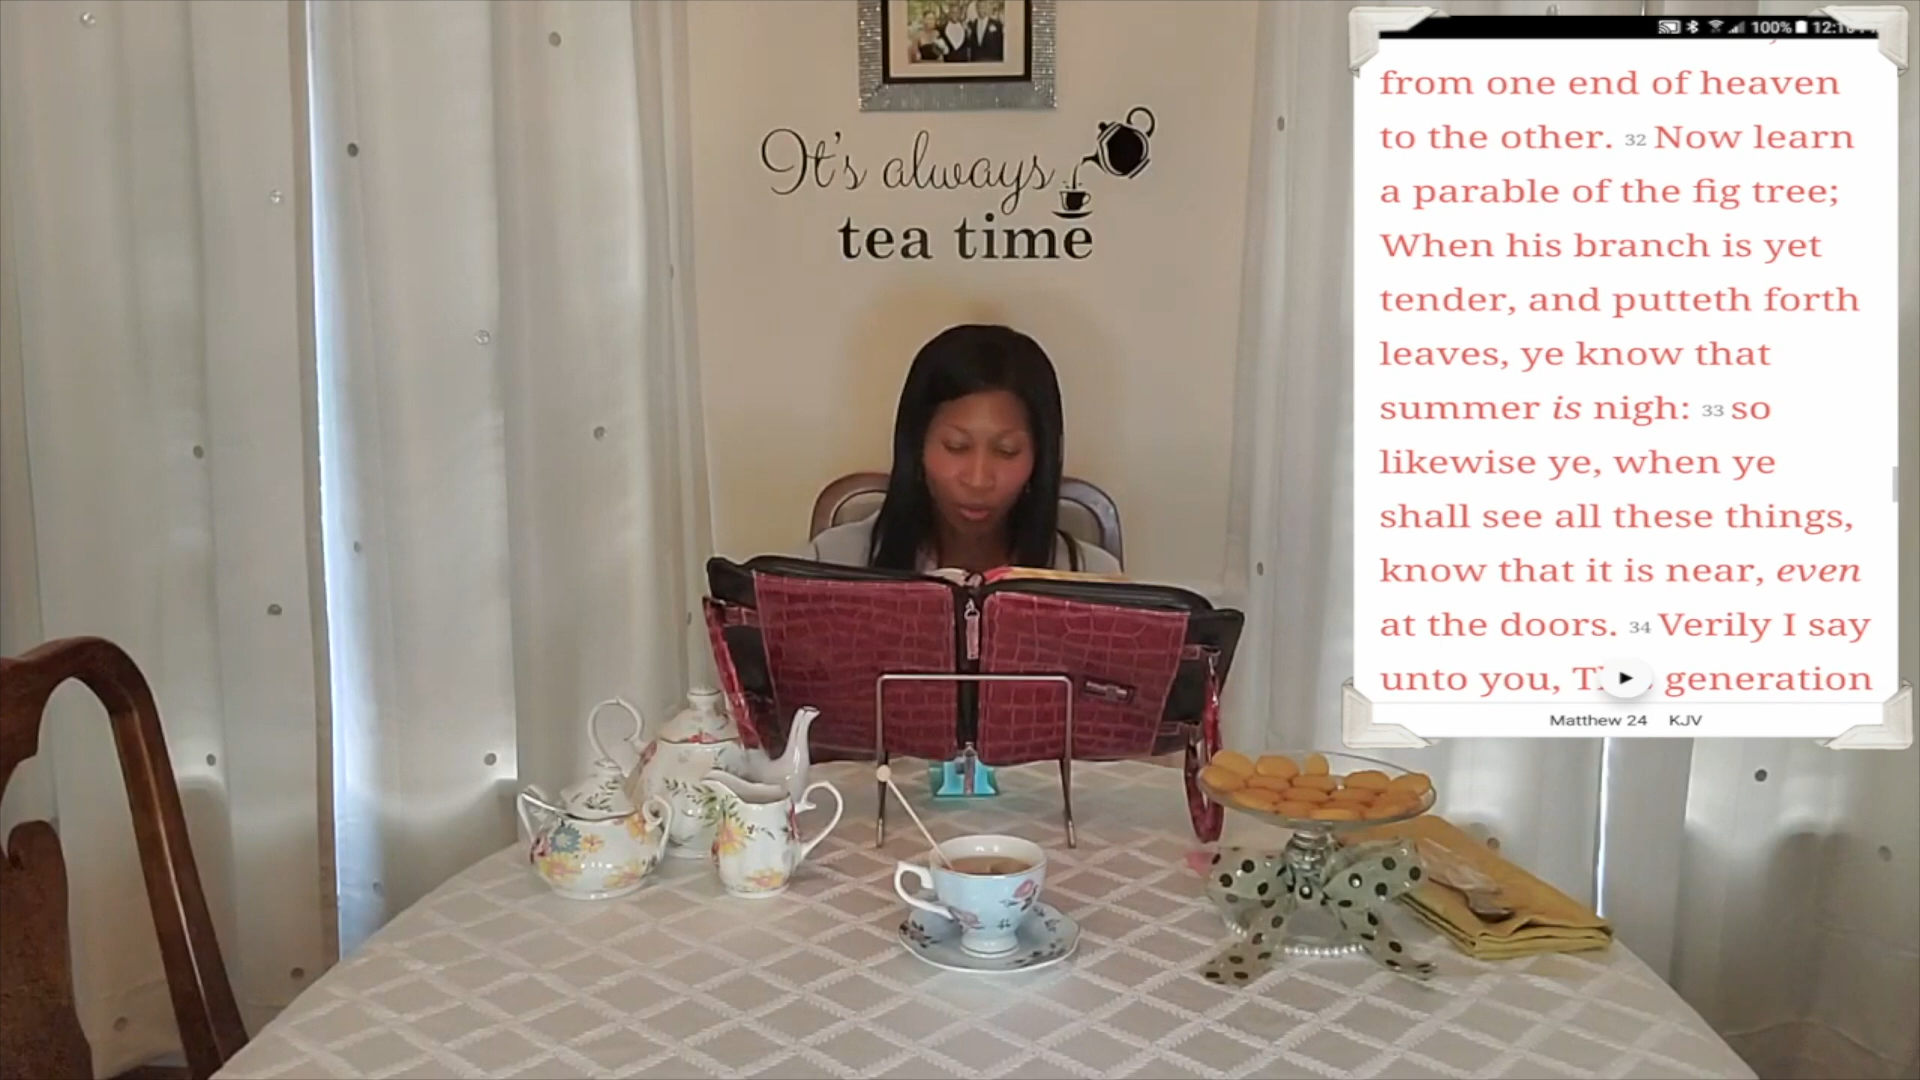 It's always
tea time
100% 12:1
from one end of heaven
to the other. 32 Now learn
a parable of the fig tree;
When his branch is yet
tender, and putteth forth
leaves, ye know that
summer is nigh: 33 so
likewise ye, when ye
shall see all these things,
know that it is near, even
at the doors. 34 Verily I say
unto you, generation
Matthew 24 KJV